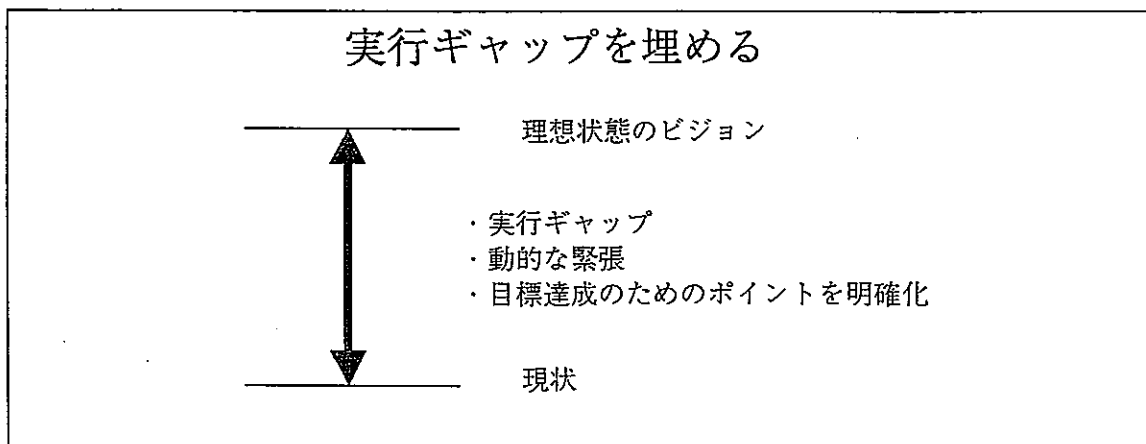 実行ギャップを埋める
理想状態のビジョン
・実行ギャップ
・動的な緊張
・目標達成のためのポイントを明確化
現状